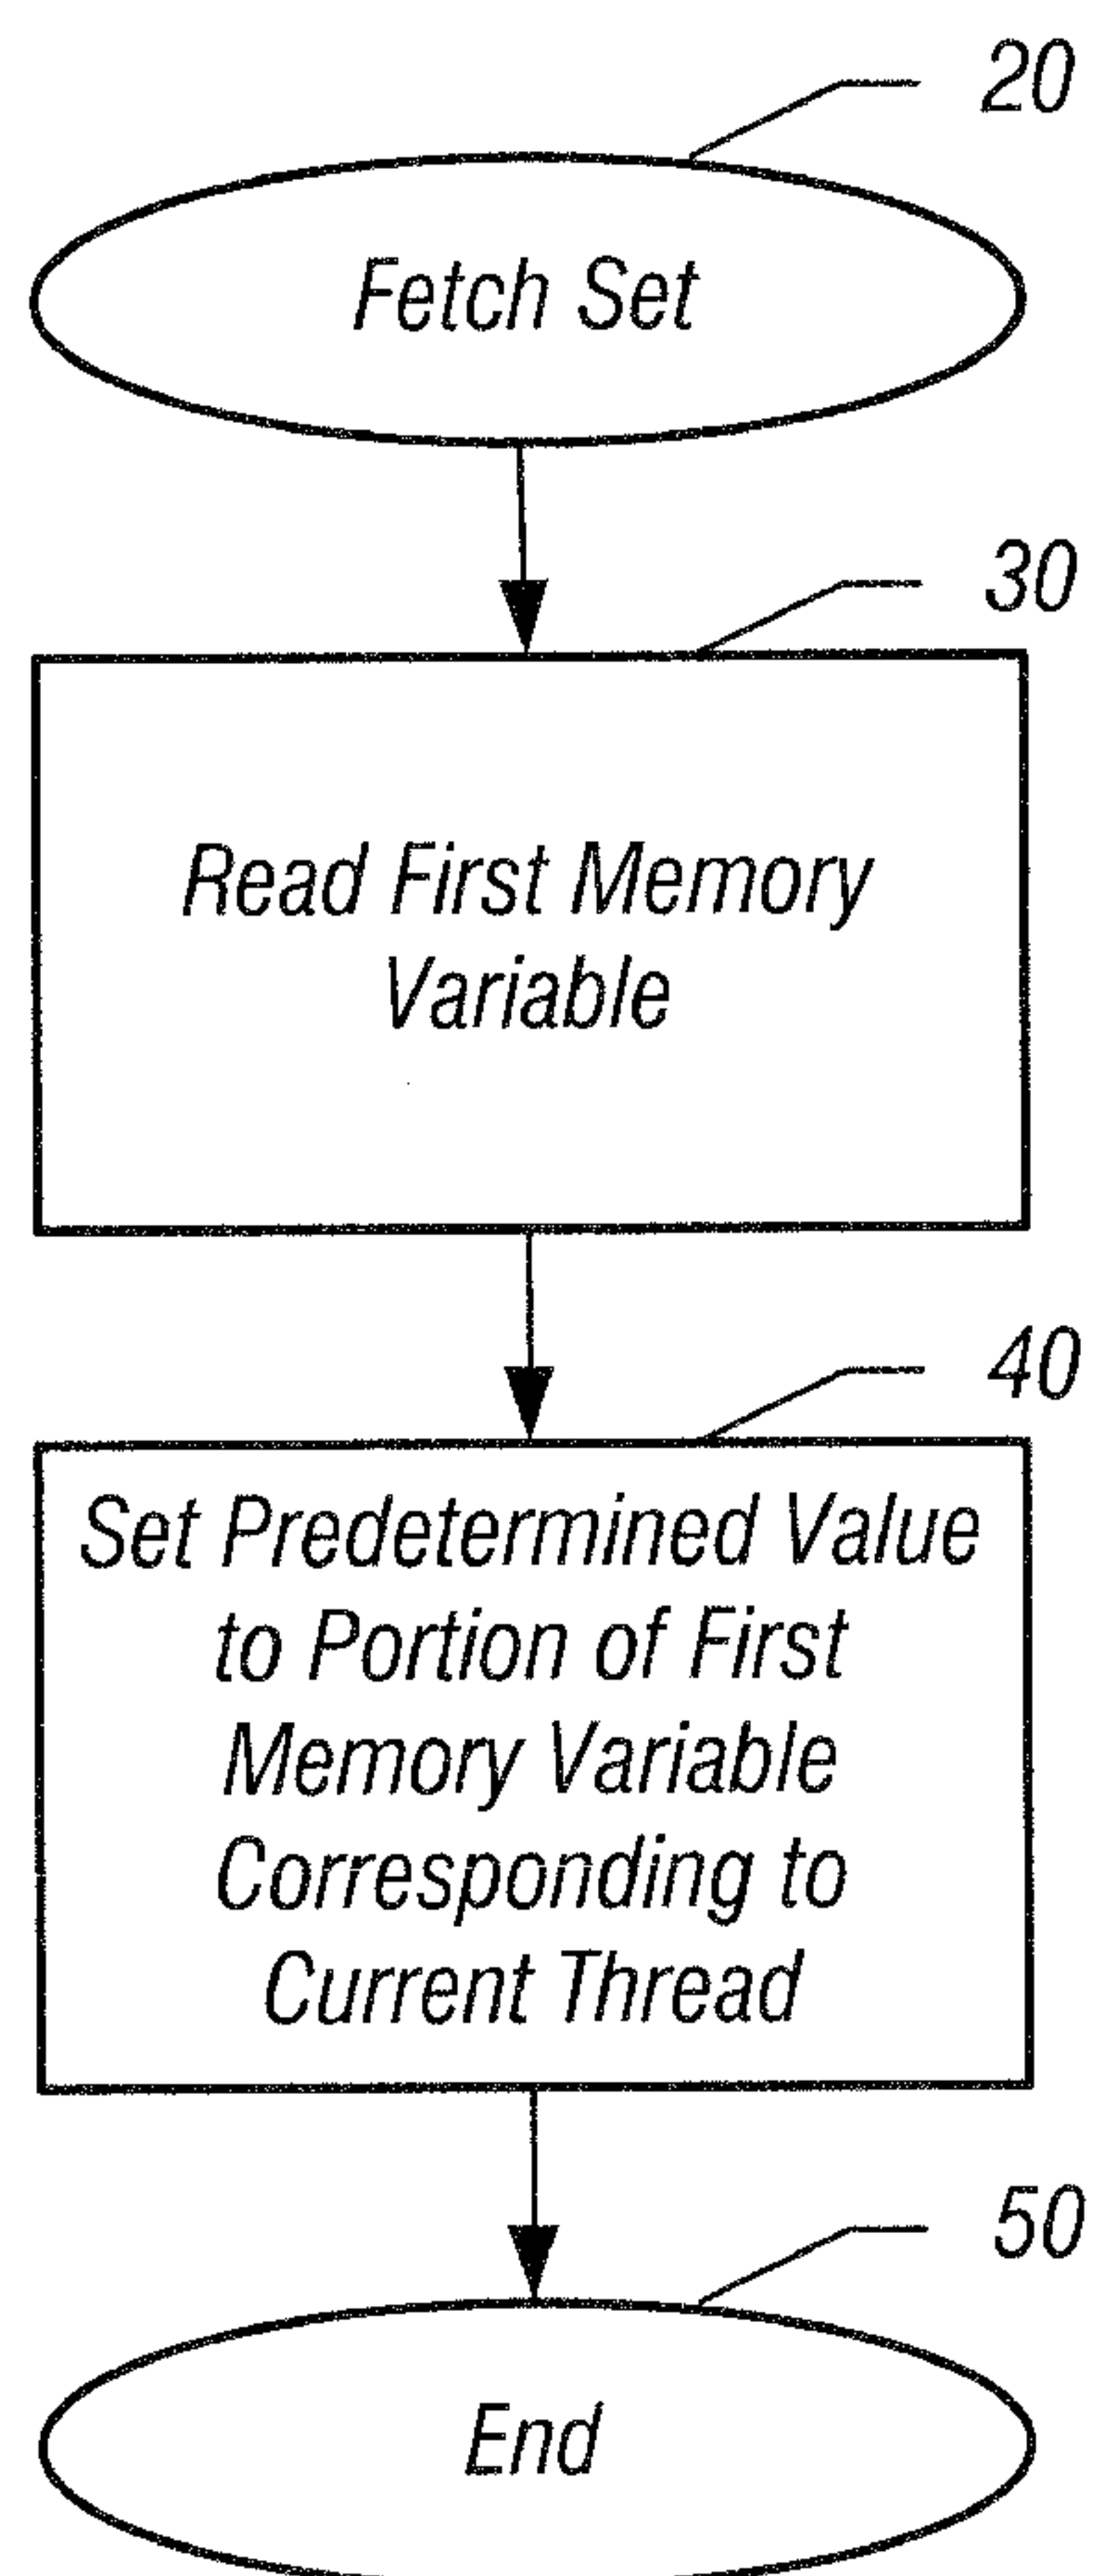 20
Fetch Set
30
Read First Memory
Variable
40
Set Predetermined Value
to Portion of First
Memory Variable
Corresponding to
Current Thread
50
End